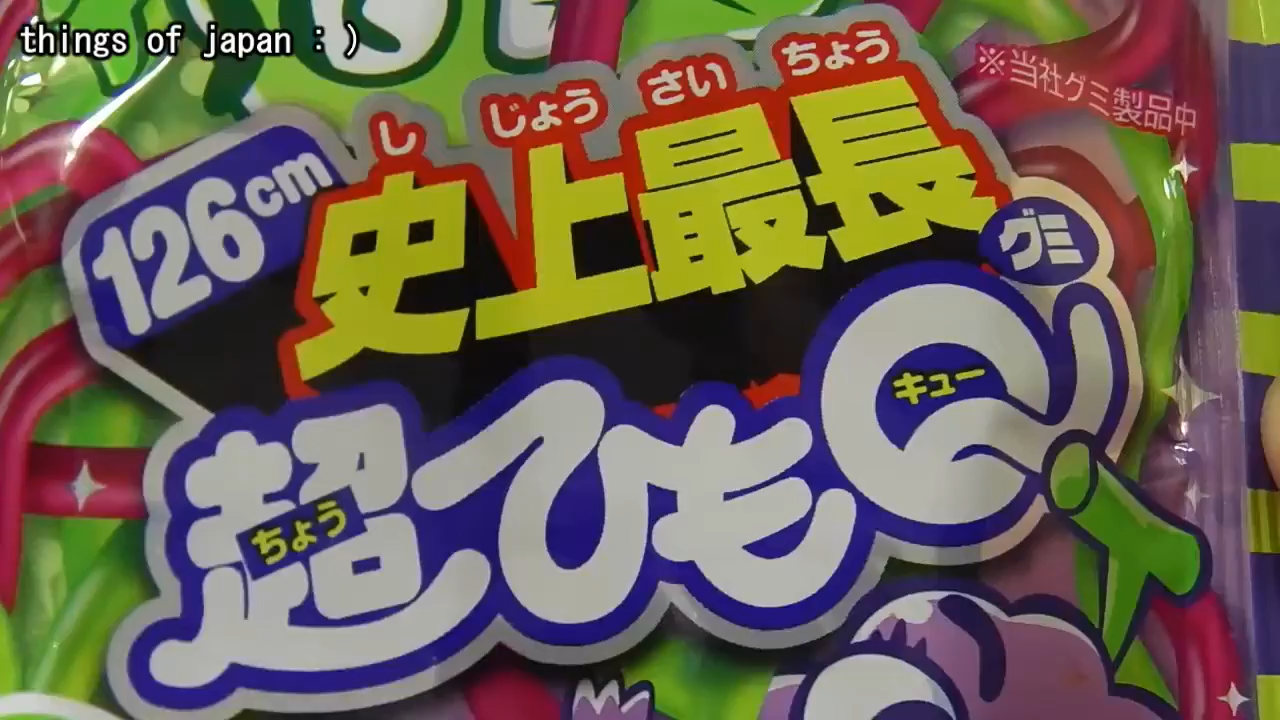 things of japan : )
※当社グミ製品中
126cm
し じょう さい ちょう
史上最長
グミ
超ひもQ
ちょう
キュー